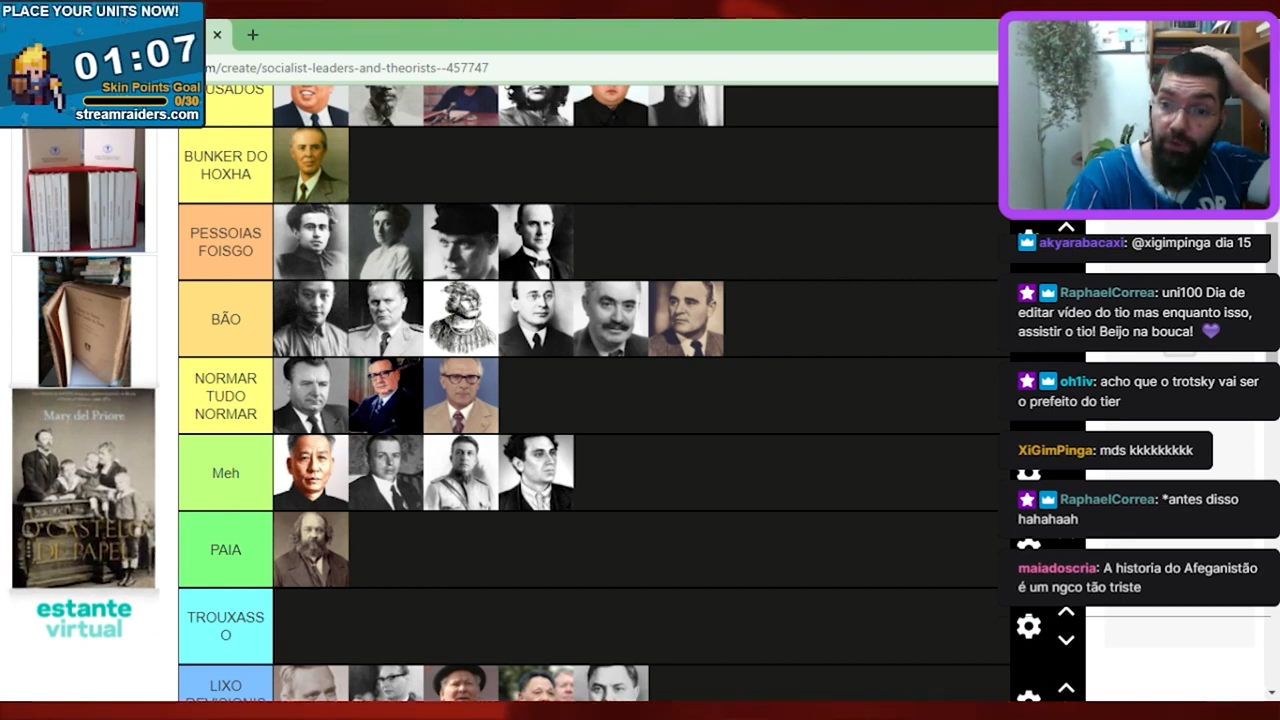 PLACE YOUR UNITS NOW!
01:07
Skin Points Goal
0/30
streamraiders.com
m/create/socialist-leaders-and-theorists--457747
USADOS
BUNKER DO
HOXHA
PESSOIAS
FOISGO
BÃO
NORMAR
TUDO
NORMAR
Meh
PAIA
TROUXASS
O
LIXO
Mary del Priore
O CASTELO
DE PAPEL
estante
virtual
akyarabacaxi: @xigimpinga dia 15
RaphaelCorrea: uni100 Dia de
editar vídeo do tio mas enquanto isso,
assistir o tio! Beijo na bouca! 💜
oh1iv: acho que o trotsky vai ser
o prefeito do tier
XiGimPinga: mds kkkkkkkkk
RaphaelCorrea: *antes disso
hahahaah
maiadoscria: A historia do Afeganistão
é um ngco tão triste